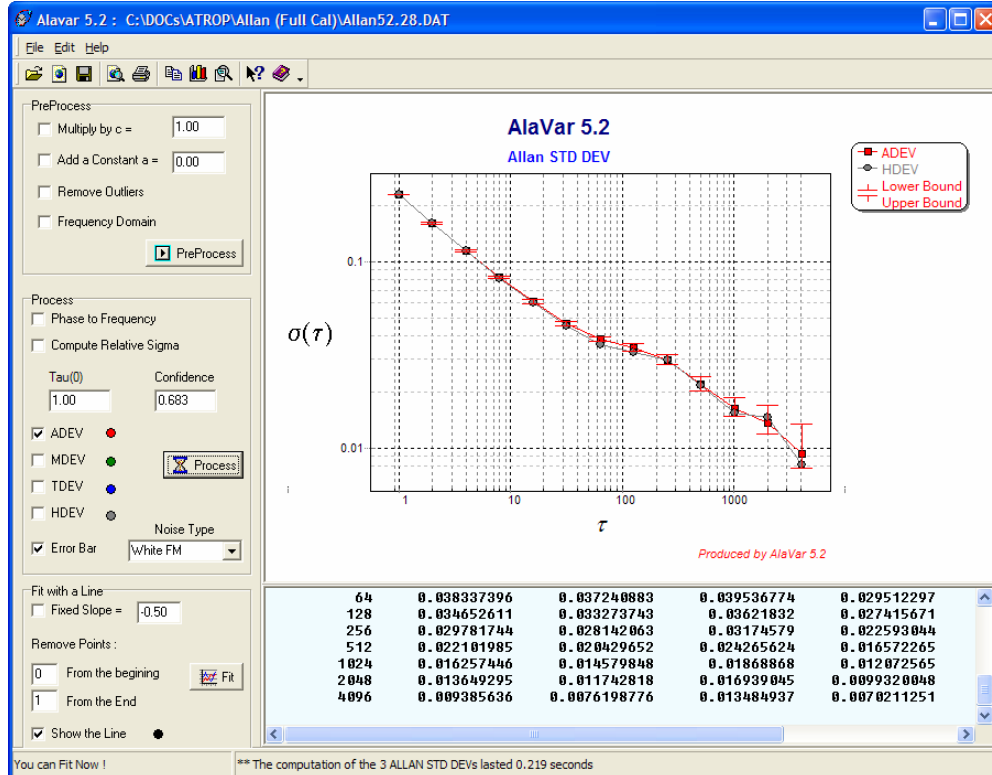 Alavar 5.2 : C:\DOCs\ATROP\Allan (Full Cal)\Allan52.28.DAT
File Edit Help
PreProcess
Multiply by c = 1.00
Add a Constant a = 0.00
Remove Outliers
Frequency Domain
PreProcess
Process
Phase to Frequency
Compute Relative Sigma
Tau(0) Confidence
1.00 0.683
ADEV
MDEV
Process
TDEV
HDEV
Noise Type
Error Bar White FM
Fit with a Line
Fixed Slope = -0.50
Remove Points :
0 From the begining
Fit
1 From the End
Show the Line
AlaVar 5.2
Allan STD DEV
ADEV
HDEV
Lower Bound
Upper Bound
σ(τ)
0.1
0.01
1 10 100 1000
τ
Produced by AlaVar 5.2
64 0.038337396 0.037240883 0.039536774 0.029512297
128 0.034652611 0.033273743 0.03621832 0.027415671
256 0.029781744 0.028142063 0.03174579 0.022593044
512 0.022101985 0.020429652 0.024265624 0.016572265
1024 0.016257446 0.014579848 0.01868868 0.012072565
2048 0.013649295 0.011742818 0.016939045 0.0099320048
4096 0.009385636 0.0076198776 0.013484937 0.0070211251
You can Fit Now ! ** The computation of the 3 ALLAN STD DEVs lasted 0.219 seconds